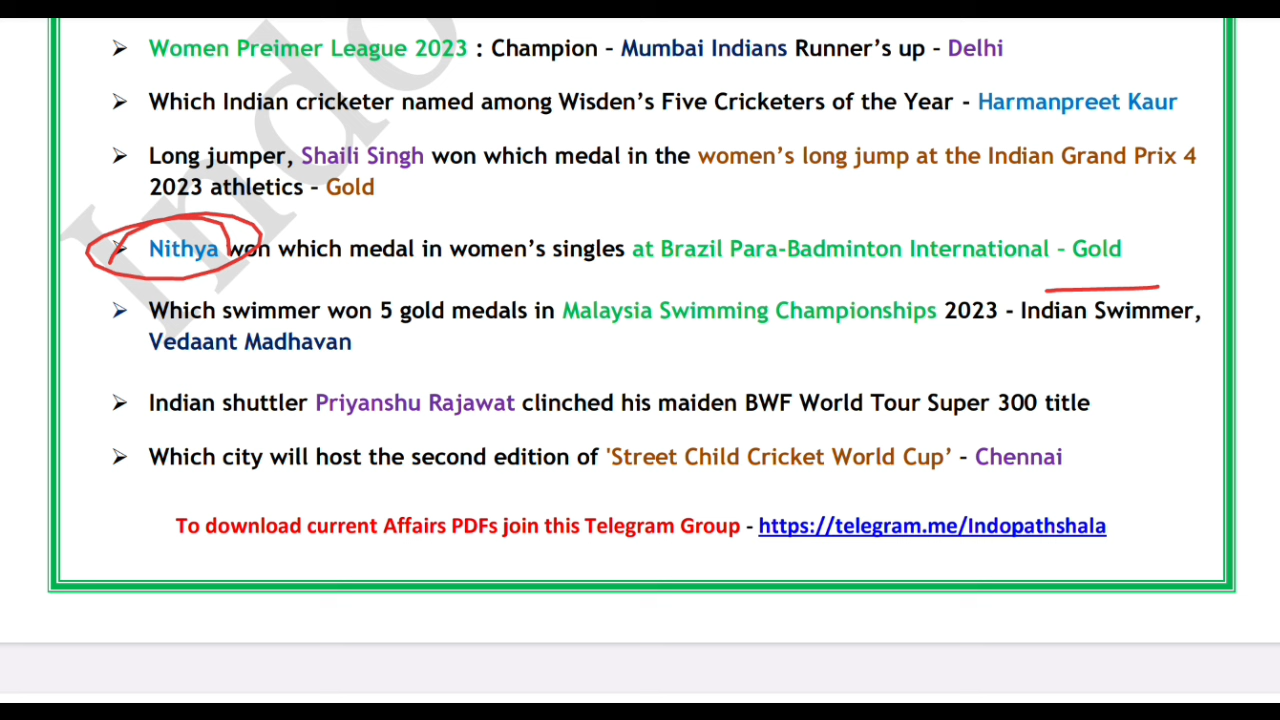 Women Preimer League 2023 : Champion – Mumbai Indians Runner’s up – Delhi
Which Indian cricketer named among Wisden’s Five Cricketers of the Year - Harmanpreet Kaur
Long jumper, Shaili Singh won which medal in the women’s long jump at the Indian Grand Prix 4
2023 athletics – Gold
Nithya won which medal in women’s singles at Brazil Para-Badminton International – Gold
Which swimmer won 5 gold medals in Malaysia Swimming Championships 2023 - Indian Swimmer,
Vedaant Madhavan
Indian shuttler Priyanshu Rajawat clinched his maiden BWF World Tour Super 300 title
Which city will host the second edition of 'Street Child Cricket World Cup’ – Chennai
To download current Affairs PDFs join this Telegram Group - https://telegram.me/Indopathshala
Indo